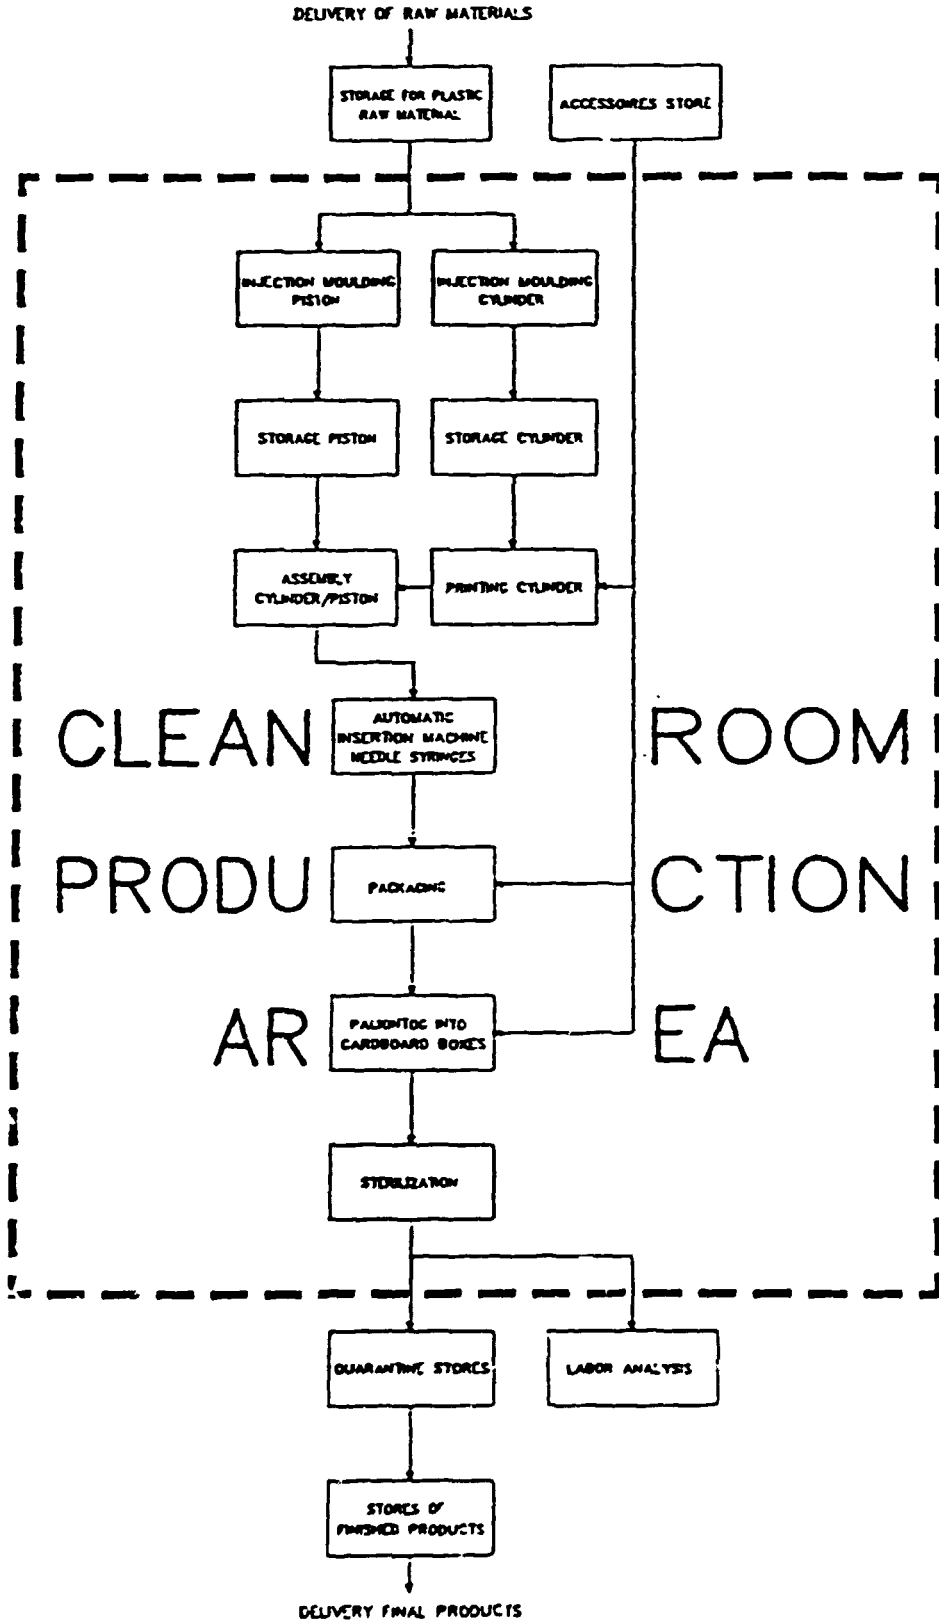 DELIVERY OF RAW MATERIALS
STORAGE FOR PLASTIC
RAW MATERIAL
ACCESSOIRES STORE
INJECTION MOULDING
PISTON
INJECTION MOULDING
CYLINDER
STORAGE PISTON
STORAGE CYLINDER
ASSEMBLY
CYLINDER/PISTON
PRINTING CYLINDER
CLEAN ROOM
AUTOMATIC
INSERTION MACHINE
NEEDLE SYRINGES
PRODU CTION
PACKAGING
AR EA
INTO
CARDBOARD BOXES
STERILIZATION
QUARANTINE STORES
LABOR ANALYSIS
STORES OF
FINISHED PRODUCTS
DELIVERY FINAL PRODUCTS